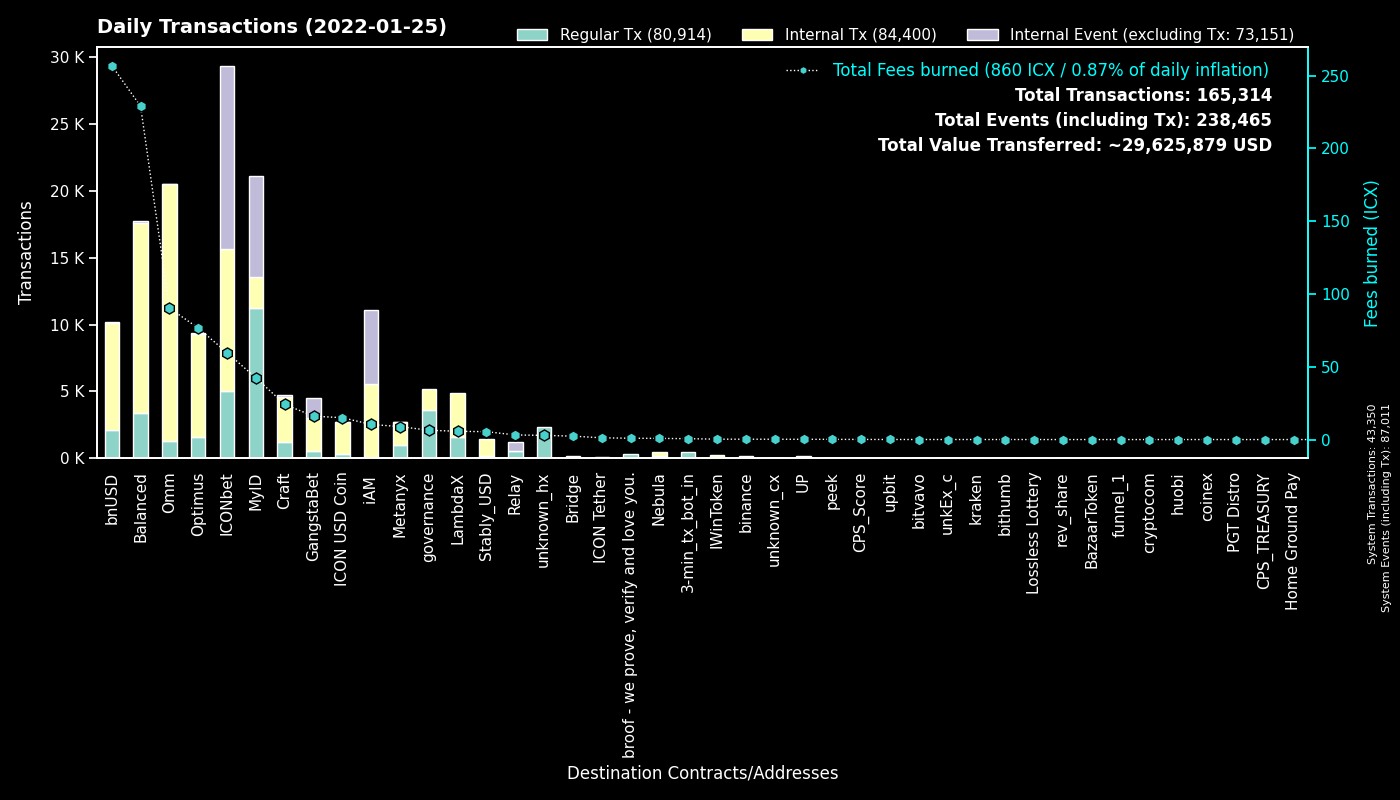 Daily Transactions (2022-01-25)
Regular Tx (80,914)
Internal Tx (84,400)
Internal Event (excluding Tx: 73,151)
Total Fees burned (860 ICX / 0.87% of daily inflation)
Total Transactions: 165,314
Total Events (including Tx): 238,465
Total Value Transferred: ~29,625,879 USD
Transactions
30 K
25 K
20 K
15 K
10 K
5 K
0 K
250
200
150
100
50
0
Fees burned (ICX)
System Transactions: 43,350
System Events (including Tx): 87,011
bnUSD
Balanced
Omm
Optimus
ICONbet
MyID
Craft
GangstaBet
ICON USD Coin
iAM
Metanyx
governance
LambdaX
Stably_USD
Relay
unknown_hx
Bridge
ICON Tether
broof - we prove, verify and love you.
Nebula
3-min_tx_bot_in
IWinToken
binance
unknown_cx
UP
peek
CPS_Score
upbit
bitvavo
unkEx_c
kraken
bithumb
Lossless Lottery
rev_share
BazaarToken
funnel_1
cryptocom
huobi
coinex
PGT Distro
CPS_TREASURY
Home Ground Pay
Destination Contracts/Addresses